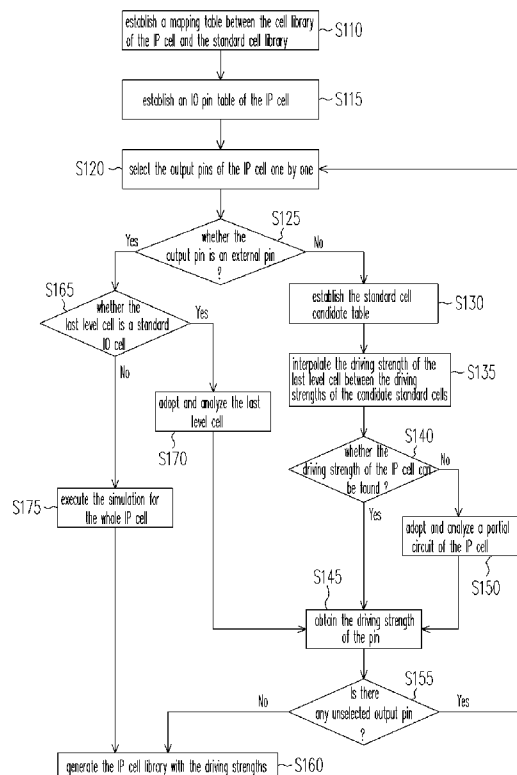 establish a mapping table between the cell library
of the IP cell and the standard cell library
S110
establish an IO pin table of the IP cell
S115
S120
select the output pins of the IP cell one by one
S125
Yes
whether the
output pin is an external pin
?
No
S165
whether the
last level cell is a standard
IO cell
Yes
No
establish the standard cell
candidate table
S130
interpolate the driving strength of the
last level cell between the driving
strengths of the candidate standard cells
S135
adopt and analyze the last
level cell
S170
S140
whether the
driving strength of the IP cell can
be found ?
No
Yes
S175
execute the simulation for
the whole IP cell
adopt and analyze a partial
circuit of the IP cell
S150
S145
obtain the driving strength
of the pin
S155
Is there
any unselected output pin
?
No
Yes
generate the IP cell library with the driving strengths
S160